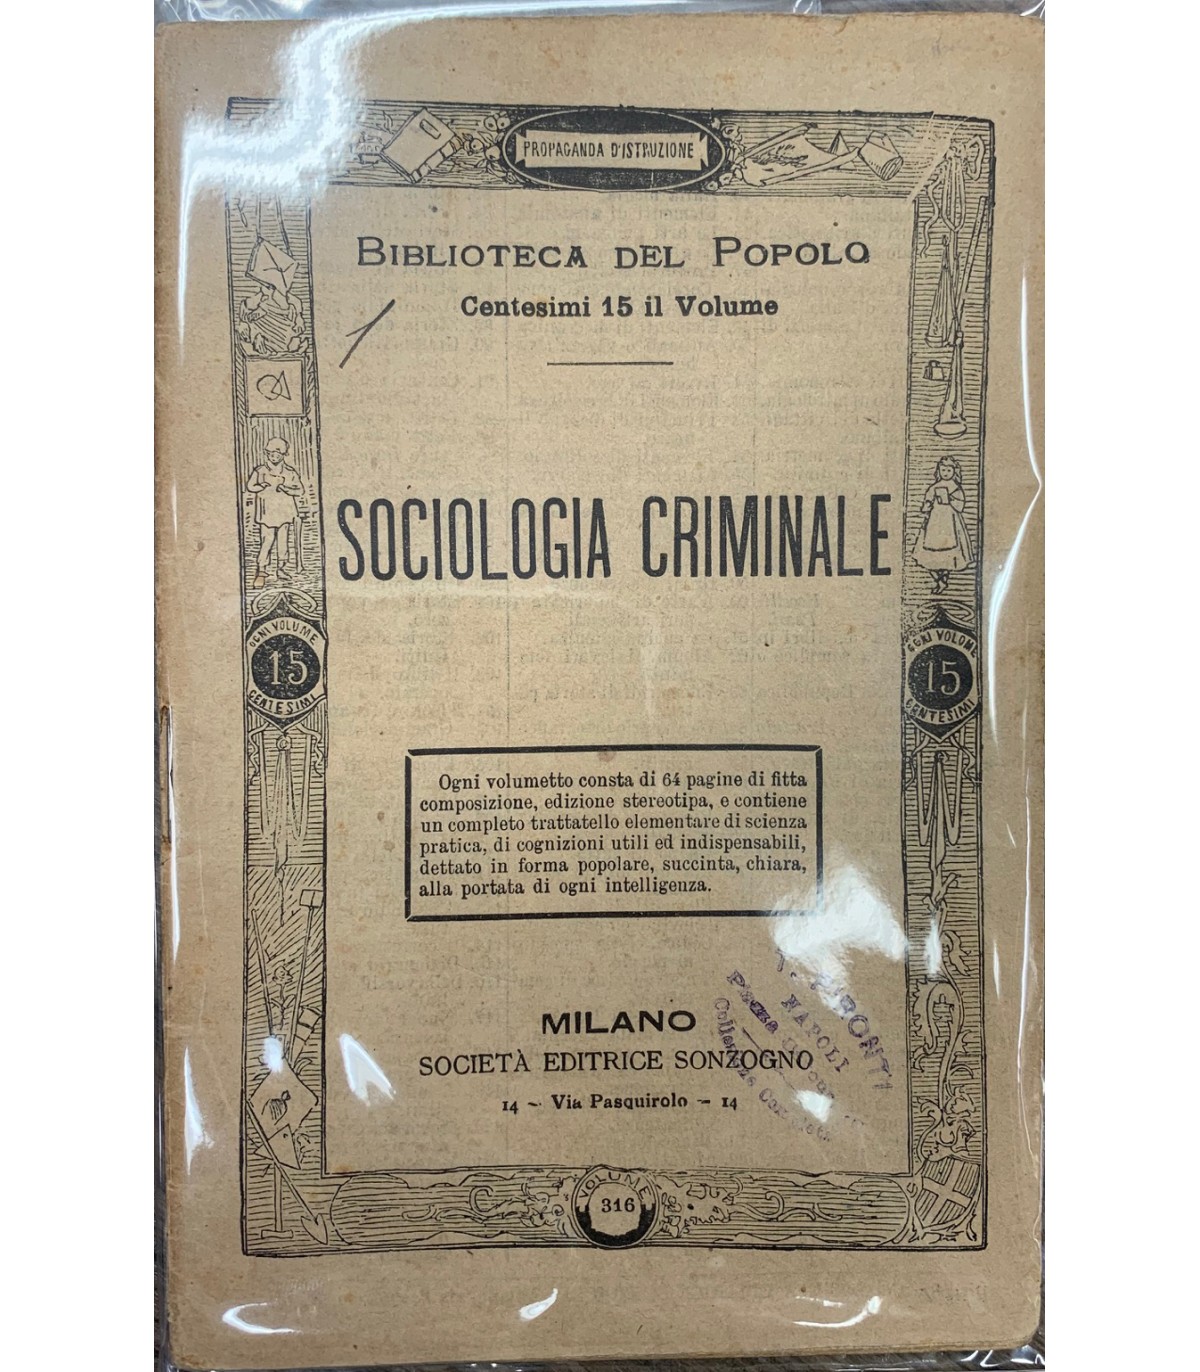 PROPAGANDA D'ISTRUZIONE
BIBLIOTECA DEL POPOLO
Centesimi 15 il Volume
SOCIOLOGIA CRIMINALE
OGNI VOLUME
15
CENTESIMI
OGNI VOLUME
15
CENTESIMI
Ogni volumetto consta di 64 pagine di fitta
composizione, edizione stereotipa, e contiene
un completo trattatello elementare di scienza
pratica, di cognizioni utili ed indispensabili,
dettato in forma popolare, succinta, chiara,
alla portata di ogni intelligenza.
MILANO
SOCIETÀ EDITRICE SONZOGNO
14 - Via Pasquirolo - 14
NAPOLI
VOLUME
316